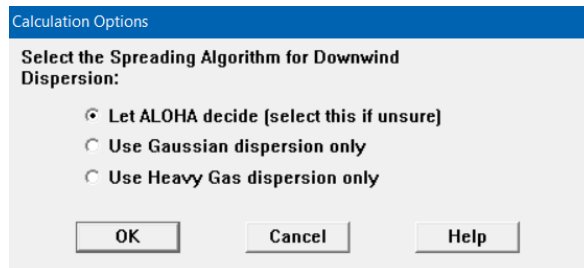 Calculation Options
Select the Spreading Algorithm for Downwind
Dispersion:
Let ALOHA decide (select this if unsure)
Use Gaussian dispersion only
Use Heavy Gas dispersion only
OK Cancel Help